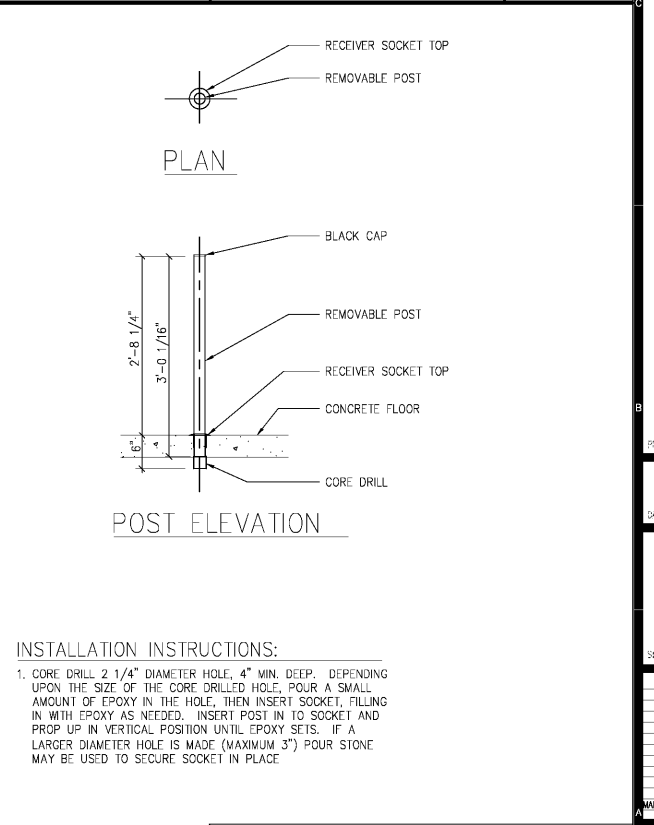 C
RECEIVER SOCKET TOP
REMOVABLE POST
PLAN
BLACK CAP
2'-8 1/4"
3'-0 1/16"
REMOVABLE POST
RECEIVER SOCKET TOP
CONCRETE FLOOR
B
6"
CORE DRILL
POST ELEVATION
INSTALLATION INSTRUCTIONS:
1. CORE DRILL 2 1/4" DIAMETER HOLE, 4" MIN. DEEP. DEPENDING
UPON THE SIZE OF THE CORE DRILLED HOLE, POUR A SMALL
AMOUNT OF EPOXY IN THE HOLE, THEN INSERT SOCKET, FILLING
IN WITH EPOXY AS NEEDED. INSERT POST IN TO SOCKET AND
PROP UP IN VERTICAL POSITION UNTIL EPOXY SETS. IF A
LARGER DIAMETER HOLE IS MADE (MAXIMUM 3") POUR STONE
MAY BE USED TO SECURE SOCKET IN PLACE
A